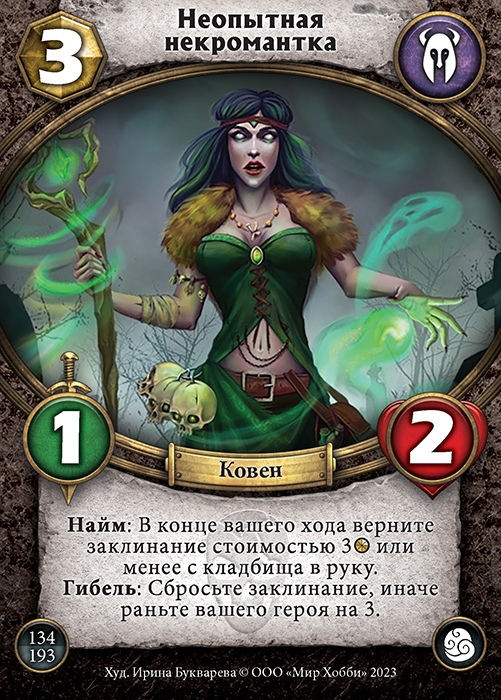 3
Неопытная
некромантка
1
Ковен
2
Найм: В конце вашего хода верните
заклинание стоимостью 3 или
менее с кладбища в руку.
Гибель: Сбросьте заклинание, иначе
раньте вашего героя на 3.
134
193
Худ. Ирина Букварева © ООО «Мир Хобби» 2023